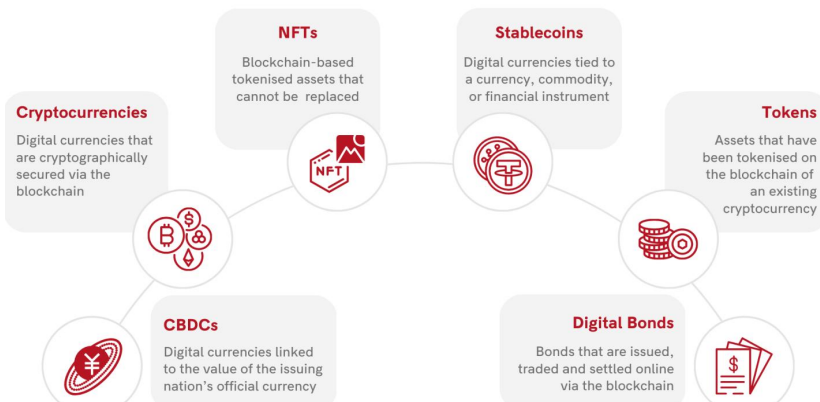 NFTs
Blockchain-based
tokenised assets that
cannot be replaced
Stablecoins
Digital currencies tied to
a currency, commodity,
or financial instrument
Cryptocurrencies
Digital currencies that
are cryptographically
secured via the
blockchain
Tokens
Assets that have
been tokenised on
the blockchain of
an existing
cryptocurrency
NFT
CBDCs
Digital currencies linked
to the value of the issuing
nation's official currency
Digital Bonds
Bonds that are issued,
traded and settled online
via the blockchain